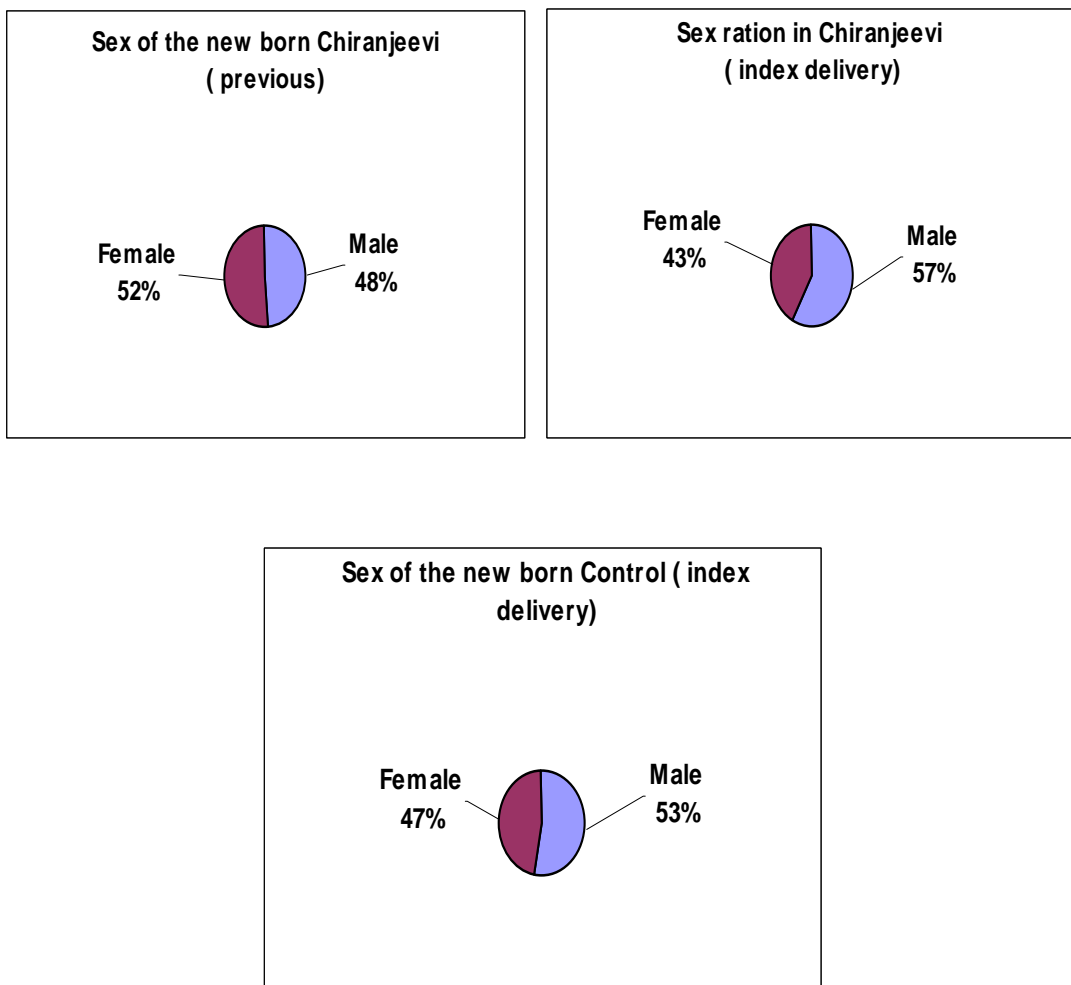 Sex of the new born Chiranjeevi
( previous)
Female
52%
Male
48%
Sex ration in Chiranjeevi
( index delivery)
Female
43%
Male
57%
Sex of the new born Control ( index
delivery)
Female
47%
Male
53%